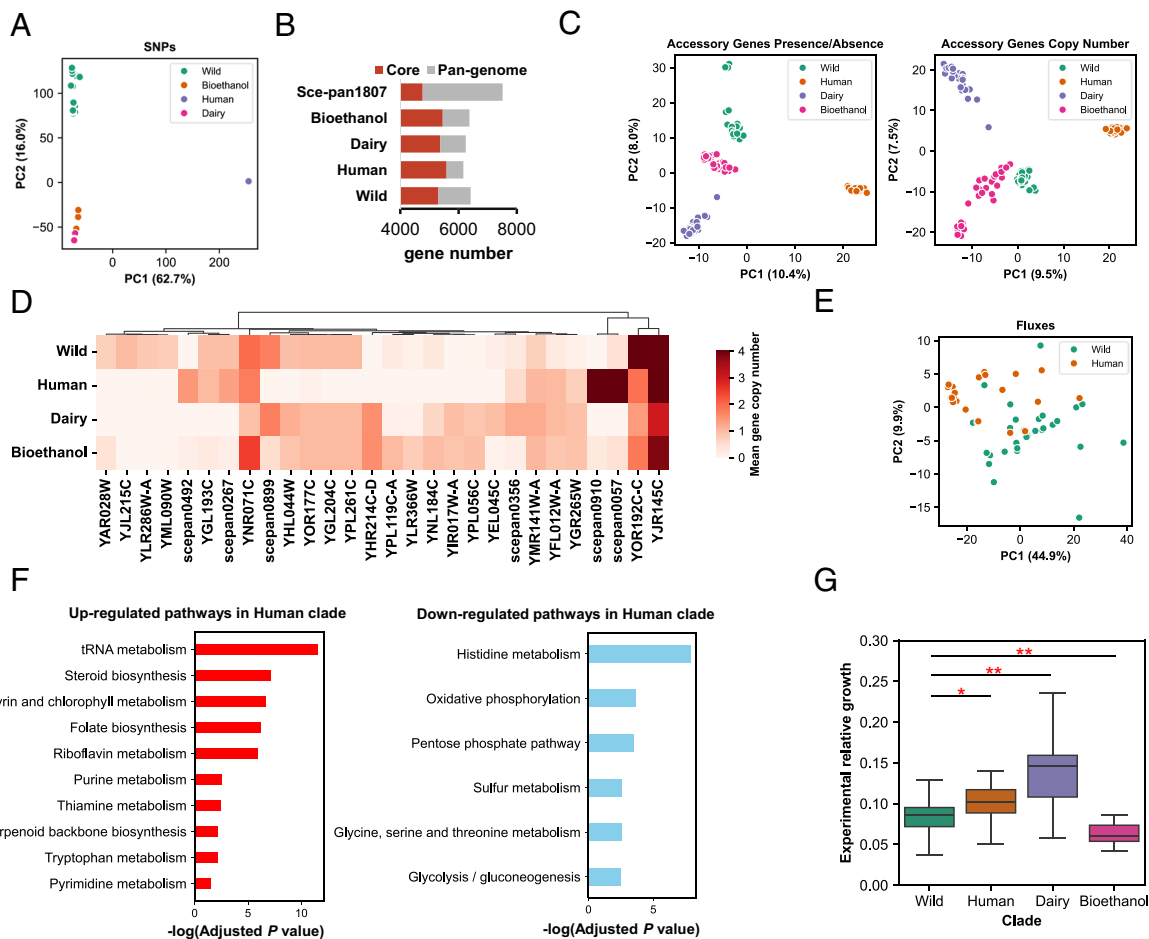 A
SNPs
Wild
Bioethanol
Human
Dairy
100
50
0
−50
PC2 (16.0%)
0 100 200
PC1 (62.7%)
B
Core Pan-genome
Sce-pan1807
Bioethanol
Dairy
Human
Wild
4000 6000 8000
gene number
C
Accessory Genes Presence/Absence
Wild
Human
Dairy
Bioethanol
30
20
10
0
−10
−20
PC2 (8.0%)
−10 0 10 20
PC1 (10.4%)
Accessory Genes Copy Number
Wild
Human
Dairy
Bioethanol
20
10
0
−10
−20
PC2 (7.5%)
−10 0 10 20
PC1 (9.5%)
D
Wild
Human
Dairy
Bioethanol
YAR028W
YJL215C
YLR286W-A
YML090W
scepan0492
YGL193C
scepan0267
YNR071C
scepan0899
YHL044W
YOR177C
YGL204C
YPL261C
YHR214C-D
YPL119C-A
YLR366W
YNL184C
YIR017W-A
YPL056C
YEL045C
scepan0356
YMR141W-A
YFL012W-A
YGR265W
scepan0910
scepan0057
YOR192C-C
YJR145C
4
3
2
1
0
Mean gene copy number
E
Fluxes
Wild
Human
10
5
0
−5
−10
−15
PC2 (9.9%)
−20 0 20 40
PC1 (44.9%)
F
Up-regulated pathways in Human clade
tRNA metabolism
Steroid biosynthesis
yrin and chlorophyll metabolism
Folate biosynthesis
Riboflavin metabolism
Purine metabolism
Thiamine metabolism
erpenoid backbone biosynthesis
Tryptophan metabolism
Pyrimidine metabolism
0 5 10
-log(Adjusted P value)
Down-regulated pathways in Human clade
Histidine metabolism
Oxidative phosphorylation
Pentose phosphate pathway
Sulfur metabolism
Glycine, serine and threonine metabolism
Glycolysis / gluconeogenesis
0 5
-log(Adjusted P value)
G
0.30
0.25
0.20
0.15
0.10
0.05
0.00
Experimental relative growth
**
**
*
Wild Human Dairy Bioethanol
Clade